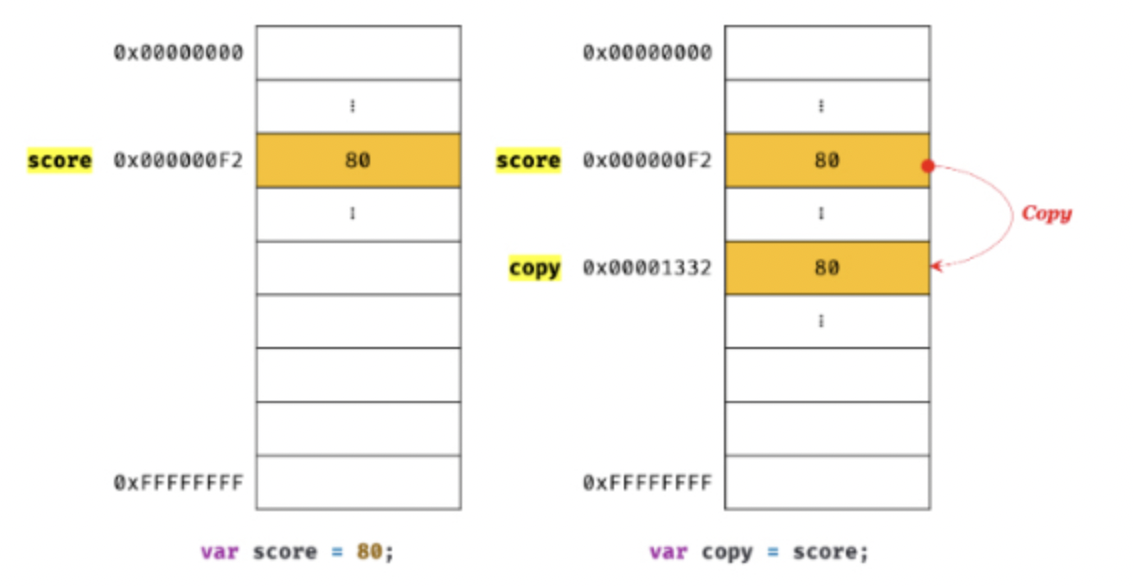 0x00000000
⋮
score 0x000000F2 80
⋮
0xFFFFFFFF
var score = 80;
0x00000000
⋮
score 0x000000F2 80
⋮
Copy
copy 0x00001332 80
⋮
0xFFFFFFFF
var copy = score;